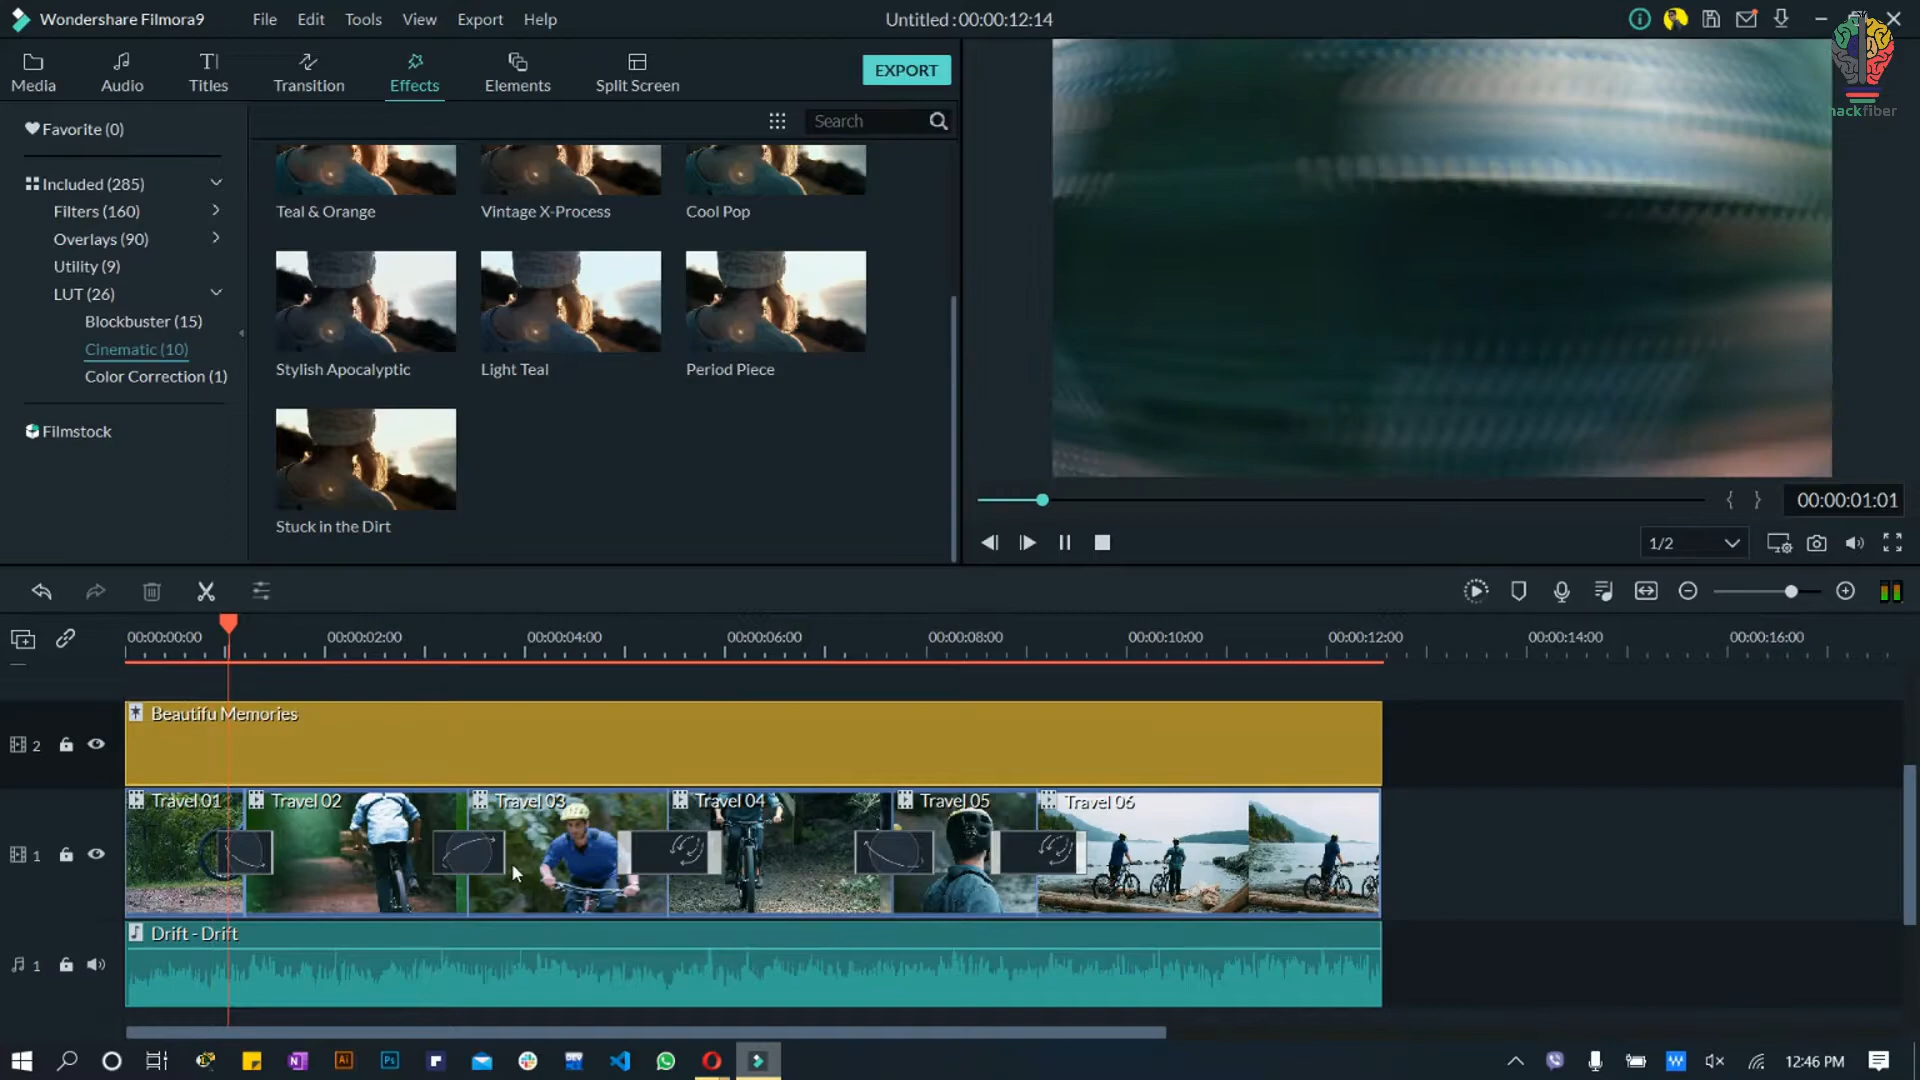 Wondershare Filmora9
File
Edit
Tools
View
Export
Help
Untitled : 00:00:12:14
Media
Audio
Titles
Transition
Effects
Elements
Split Screen
EXPORT
hackfiber
Favorite (0)
Search
Included (285)
Filters (160)
Overlays (90)
Utility (9)
LUT (26)
Blockbuster (15)
Cinematic (10)
Color Correction (1)
Filmstock
Teal & Orange
Vintage X-Process
Cool Pop
Stylish Apocalyptic
Light Teal
Period Piece
Stuck in the Dirt
00:00:01:01
1/2
00:00:00:00
00:00:02:00
00:00:04:00
00:00:06:00
00:00:08:00
00:00:10:00
00:00:12:00
00:00:14:00
00:00:16:00
2
Beautifu Memories
1
Travel 01
Travel 02
Travel 03
Travel 04
Travel 05
Travel 06
1
Drift - Drift
12:46 PM